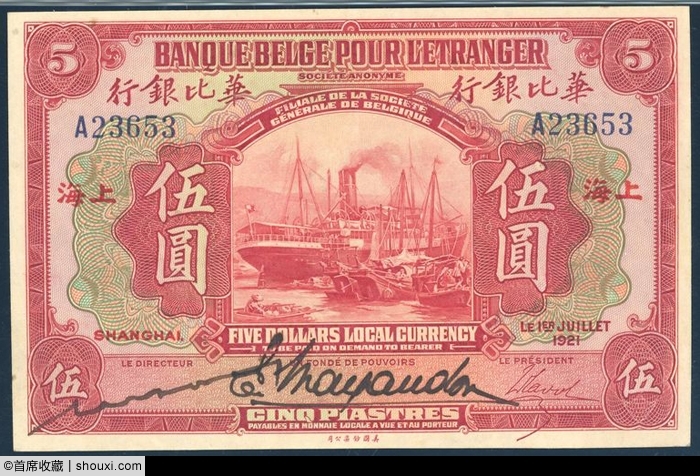 5 BANQUE BELGE POUR L'ETRANGER 5
SOCIETE ANONYME
行銀比華 行銀比華
FILIALE DE LA SOCIÉTÉ
GÉNÉRALE DE BELGIQUE
A23653 A23653
海上 海上
伍圓 伍圓
SHANGHAI,
FIVE DOLLARS LOCAL CURRENCY
TO BE PAID ON DEMAND TO BEARER
LE 1ER JUILLET
1921
LE DIRECTEUR FONDÉ DE POUVOIRS LE PRÉSIDENT
伍 伍
CINQ PIASTRES
PAYABLES EN MONNAIE LOCALE A VUE ET AU PORTEUR
@首席收藏 | shouxi.com